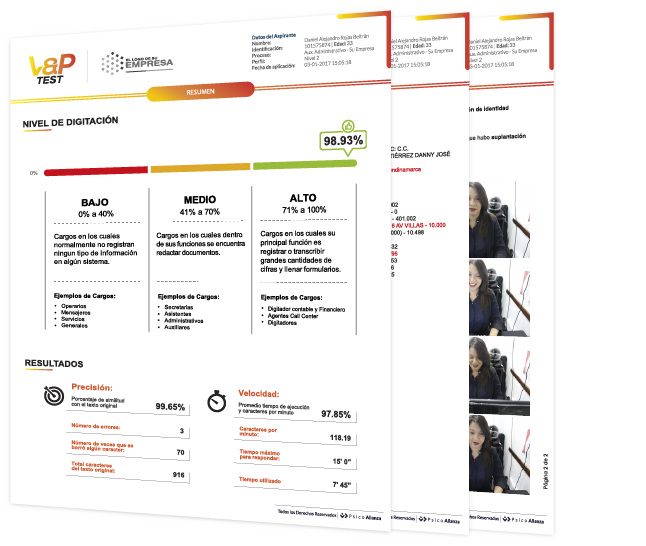 V&P
TEST
EL LOGO DE SU
EMPRESA
Datos del Aspirante
Nombre:
Daniel Alejandro Rojas Beltrán
Identificación:
101575874 | Edad: 33
Proceso:
Aux. Administrativo - Su Empresa
Perfil:
Nivel 2
Fecha de aplicación:
03-01-2017 15:05:18
RESUMEN
NIVEL DE DIGITACIÓN
98.93%
0%
BAJO
0% a 40%
Cargos en los cuales
normalmente no registran
ningun tipo de información
en algún sistema.
Ejemplos de Cargos:
• Operarios
• Mensajeros
• Servicios
• Generales
MEDIO
41% a 70%
Cargos en los cuales dentro
de sus funciones se encuentra
redactar documentos.
Ejemplos de Cargos:
• Secretarias
• Asistentes
• Administrativos
• Auxiliares
ALTO
71% a 100%
Cargos en los cuales su
principal función es
registrar o transcribir
grandes cantidades de
cifras y llenar formularios.
Ejemplos de Cargos:
• Digitador contable y Financiero
• Agentes Call Center
• Digitadores
RESULTADOS
Precisión:
Porcentaje de similitud
con el texto original
99.65%
Número de errores:
3
Número de veces que se
borró algún caracter:
70
Total caracteres
del texto original:
916
Velocidad:
Promedio tiempo de ejecución
y caracteres por minuto
97.85%
Caracteres por
minuto:
118.19
Tiempo máximo
para responder:
15' 0"
Tiempo utilizado
7' 45"
Todos los Derechos Reservados | Psico Alianza
Daniel Alejandro Rojas Beltrán
101575874 | Edad: 33
Aux. Administrativo - Su Empresa
Nivel 2
03-01-2017 15:05:18
C: C.C.
TIÉRREZ DANNY JOSÉ
ndinamarca
002
- 0
- 401.002
6 AV VILLAS - 10.000
000) - 10.498
32
96
53
6
5
os Reservados | Psico Alianza
Daniel Alejandro Rojas Beltrán
101575874 | Edad: 33
Aux. Administrativo - Su Empresa
Nivel 2
03-01-2017 15:05:18
ón de identidad
ue hubo suplantación
Página 2 de 2
chos Reservados | Psico Alianza